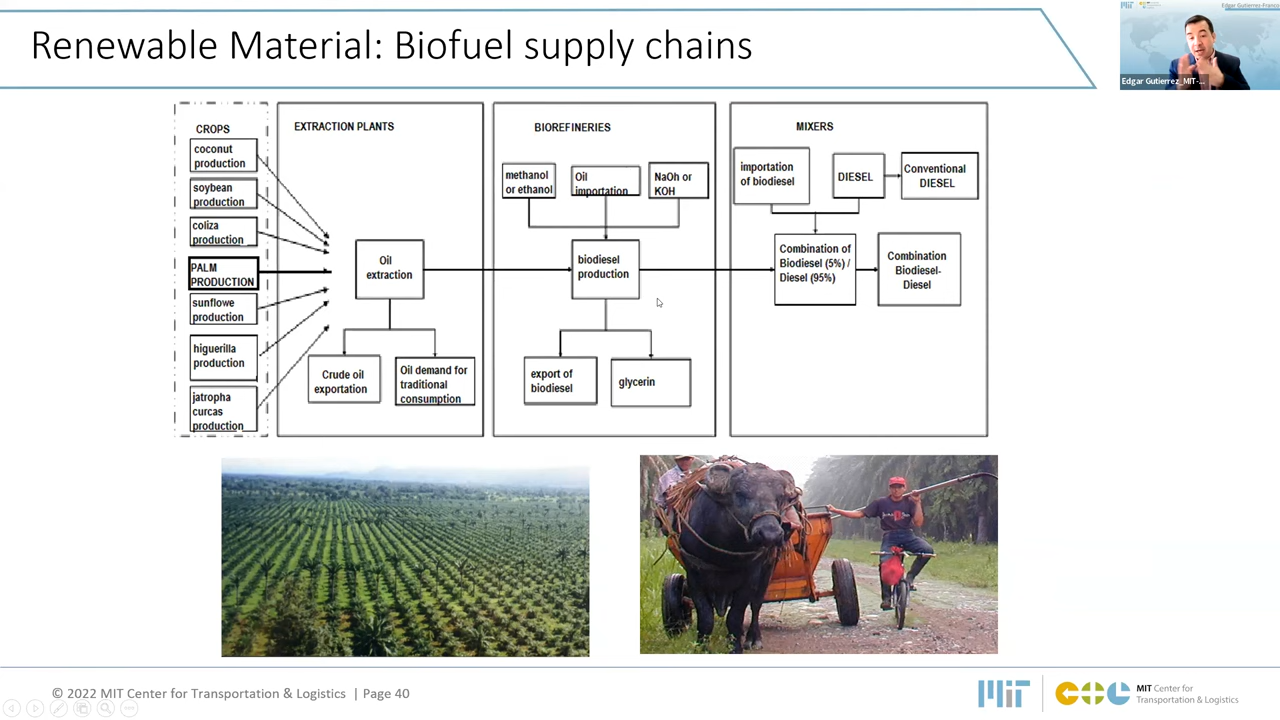 Renewable Material: Biofuel supply chains
MIT
Edgar Gutierrez-Franco
Edgar Gutierrez_MIT-...
CROPS
coconut
production
soybean
production
coliza
production
PALM
PRODUCTION
sunflowe
production
higuerilla
production
jatropha
curcas
production
EXTRACTION PLANTS
Oil
extraction
Crude oil
exportation
Oil demand for
traditional
consumption
BIOREFINERIES
methanol
or ethanol
Oil
importation
NaOh or
KOH
biodiesel
production
export of
biodiesel
glycerin
MIXERS
importation
of biodiesel
DIESEL
Conventional
DIESEL
Combination of
Biodiesel (5%) /
Diesel (95%)
Combination
Biodiesel-
Diesel
© 2022 MIT Center for Transportation & Logistics | Page 40
MIT
CTL
MIT Center for
Transportation & Logistics